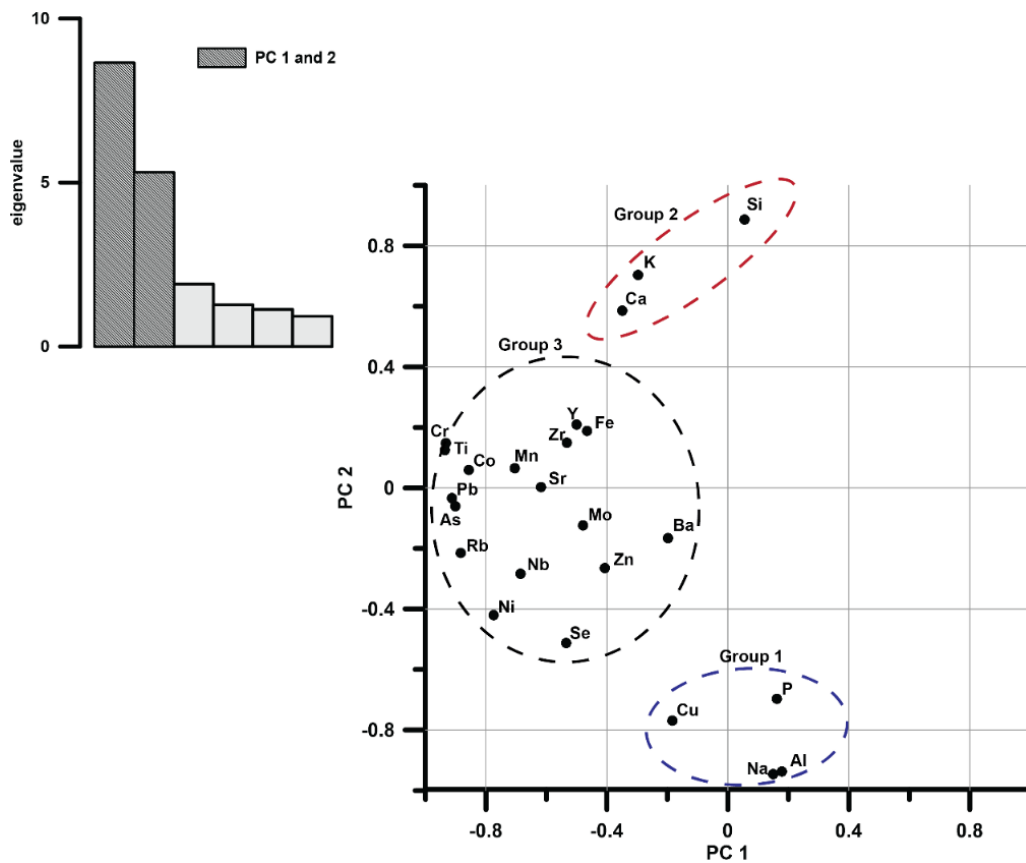 10
PC 1 and 2
eigenvalue
5
0
Group 2
Si
0.8
K
Ca
Group 3
0.4
Y
Fe
Cr
Zr
Ti
Co
Mn
Sr
0
PC 2
Pb
As
Mo
Ba
Rb
Nb
Zn
-0.4
Ni
Se
Group 1
P
Cu
-0.8
Na
Al
-0.8
-0.4
0
0.4
0.8
PC 1